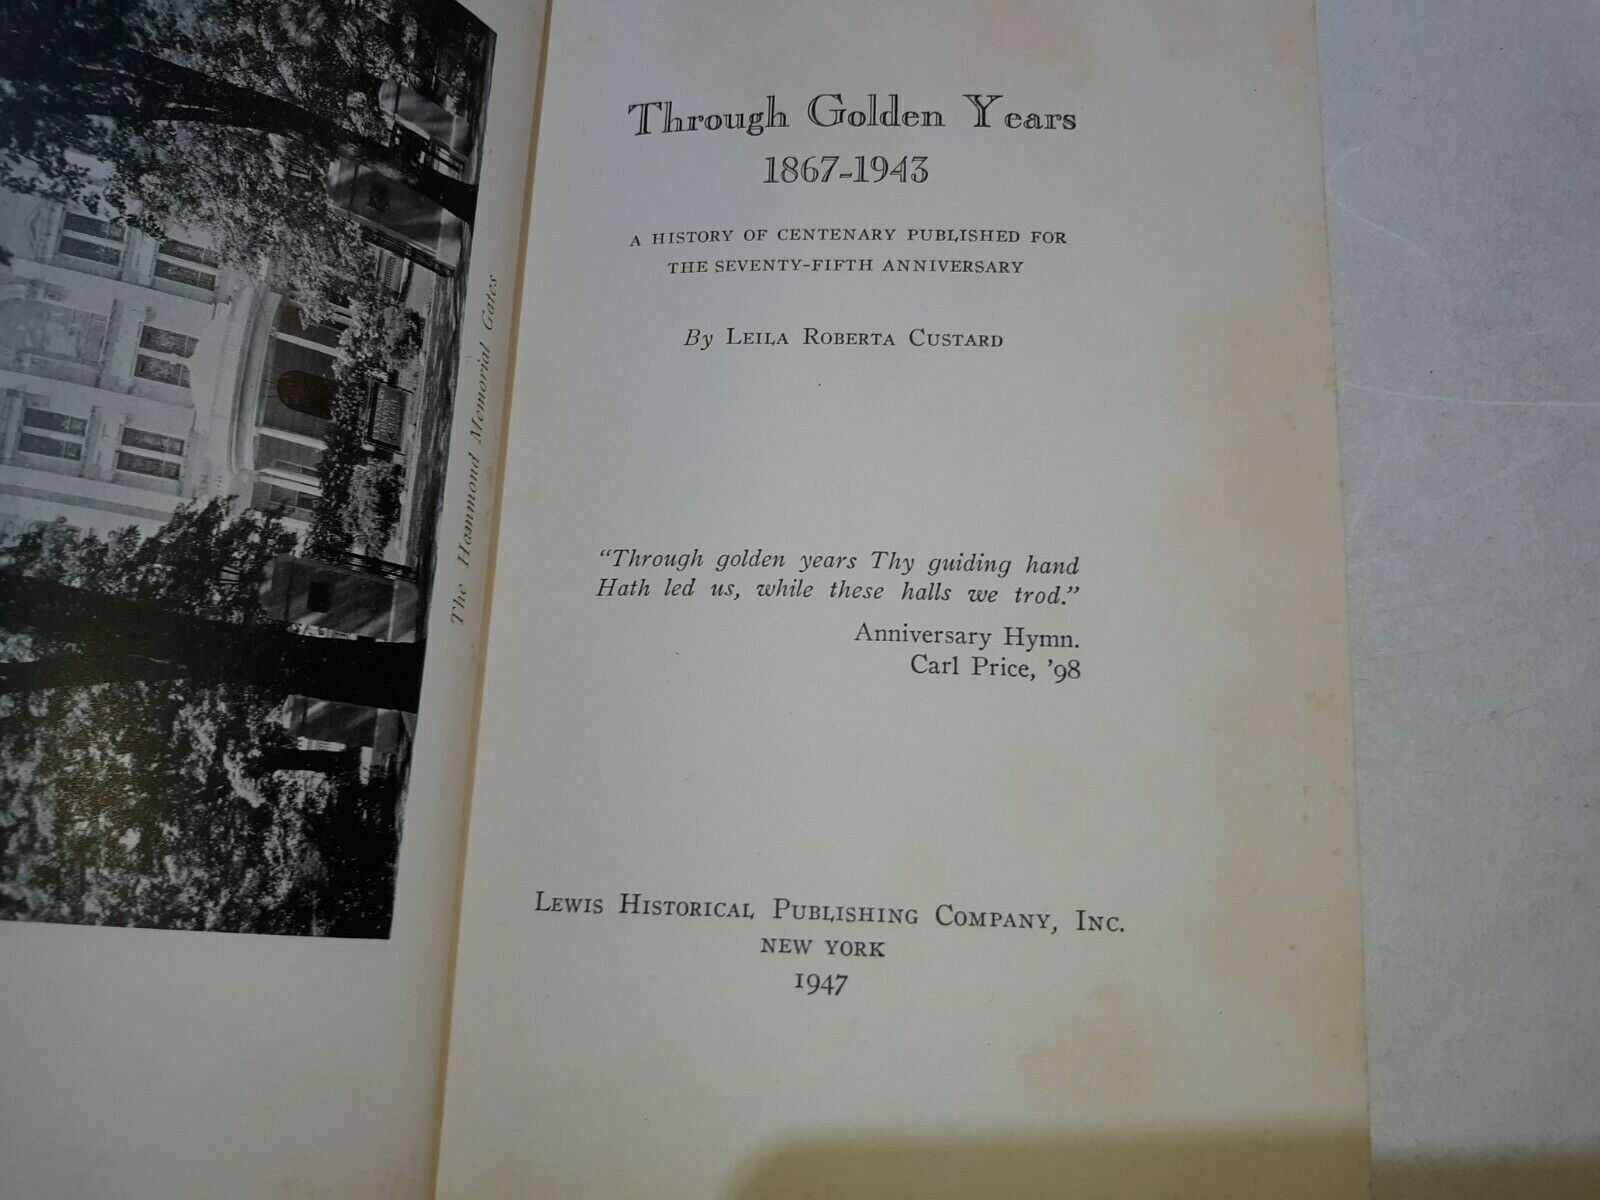 The Hammond Memorial Gates
Through Golden Years
1867-1943
A HISTORY OF CENTENARY PUBLISHED FOR
THE SEVENTY-FIFTH ANNIVERSARY
By LEILA ROBERTA CUSTARD
“Through golden years Thy guiding hand
Hath led us, while these halls we trod.”
Anniversary Hymn.
Carl Price, ’98
LEWIS HISTORICAL PUBLISHING COMPANY, INC.
NEW YORK
1947